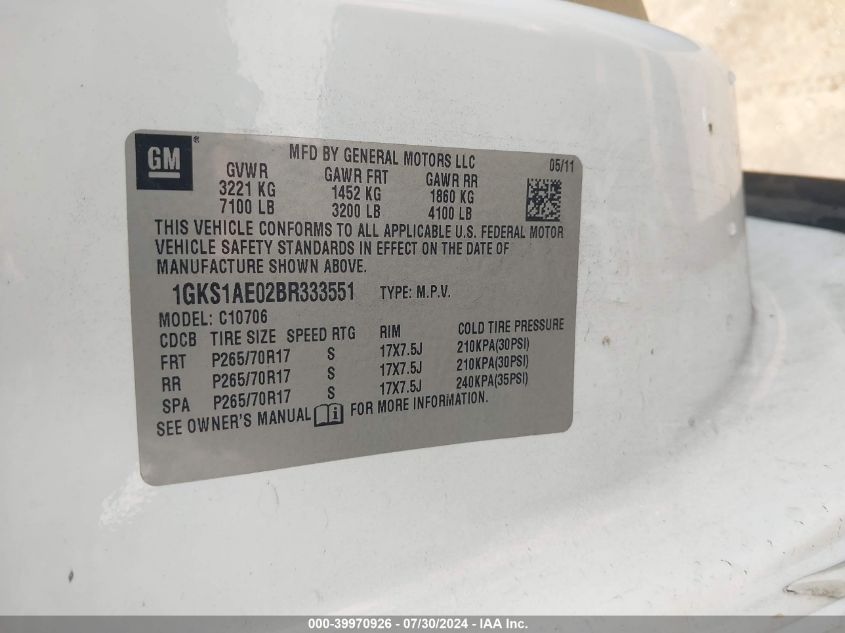 GM® MFD BY GENERAL MOTORS LLC 05/11
GVWR GAWR FRT GAWR RR
3221 KG 1452 KG 1860 KG
7100 LB 3200 LB 4100 LB
THIS VEHICLE CONFORMS TO ALL APPLICABLE U.S. FEDERAL MOTOR
VEHICLE SAFETY STANDARDS IN EFFECT ON THE DATE OF
MANUFACTURE SHOWN ABOVE.
1GKS1AE02BR333551 TYPE: M.P.V.
MODEL: C10706
CDCB TIRE SIZE SPEED RTG RIM COLD TIRE PRESSURE
FRT P265/70R17 S 17X7.5J 210KPA(30PSI)
RR P265/70R17 S 17X7.5J 210KPA(30PSI)
SPA P265/70R17 S 17X7.5J 240KPA(35PSI)
SEE OWNER'S MANUAL i FOR MORE INFORMATION.
000-39970926 - 07/30/2024 - Copyright © 2024 IAA, Inc.